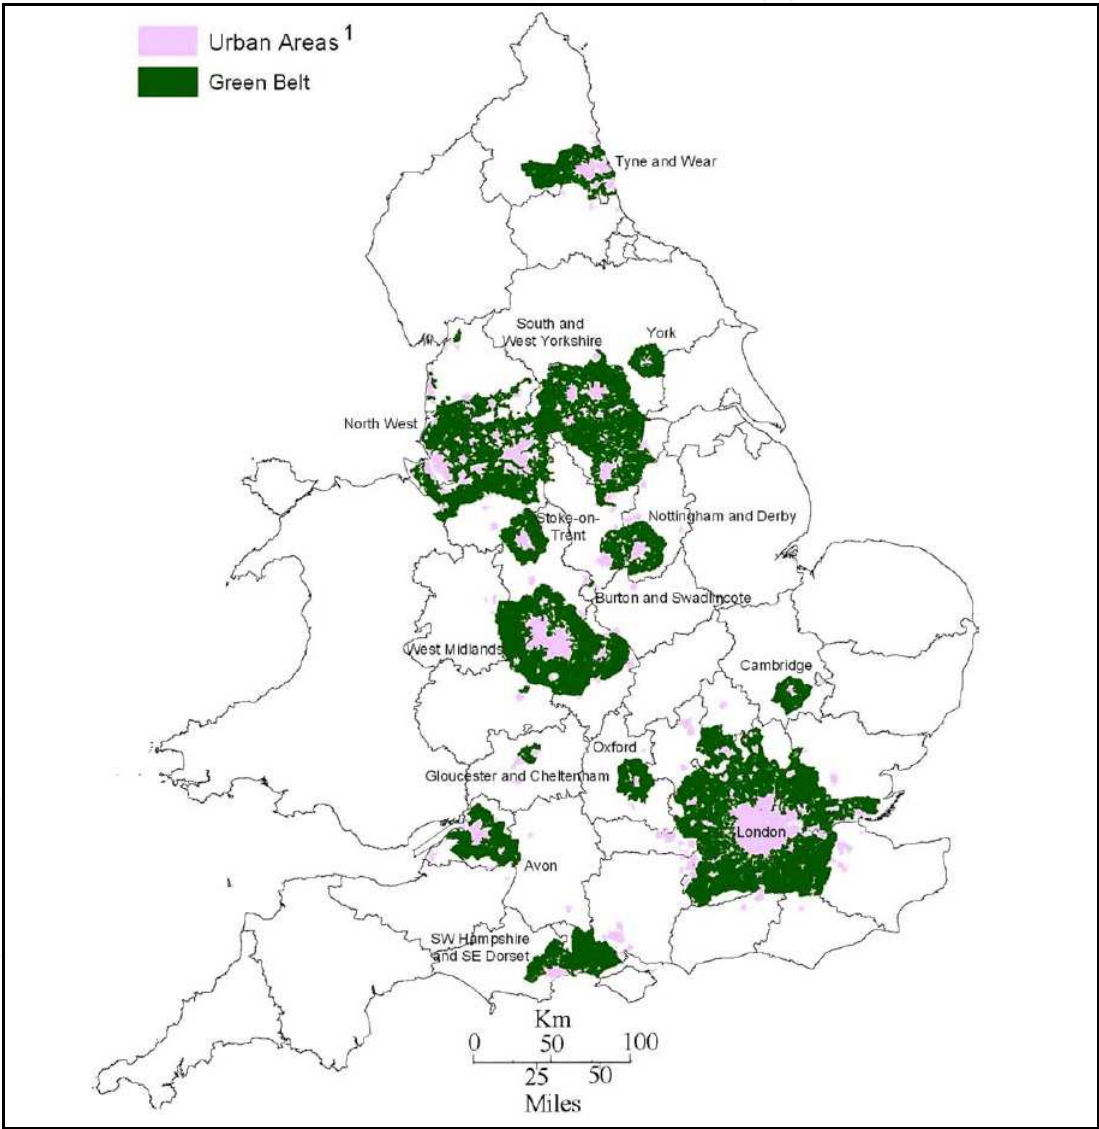 Urban Areas 1
Green Belt
Tyne and Wear
South and
West Yorkshire
York
North West
Stoke-on-
Trent
Nottingham and Derby
Burton and Swadlincote
West Midlands
Cambridge
Oxford
Gloucester and Cheltenham
London
Avon
SW Hampshire
and SE Dorset
Km
0 50 100
25 50
Miles